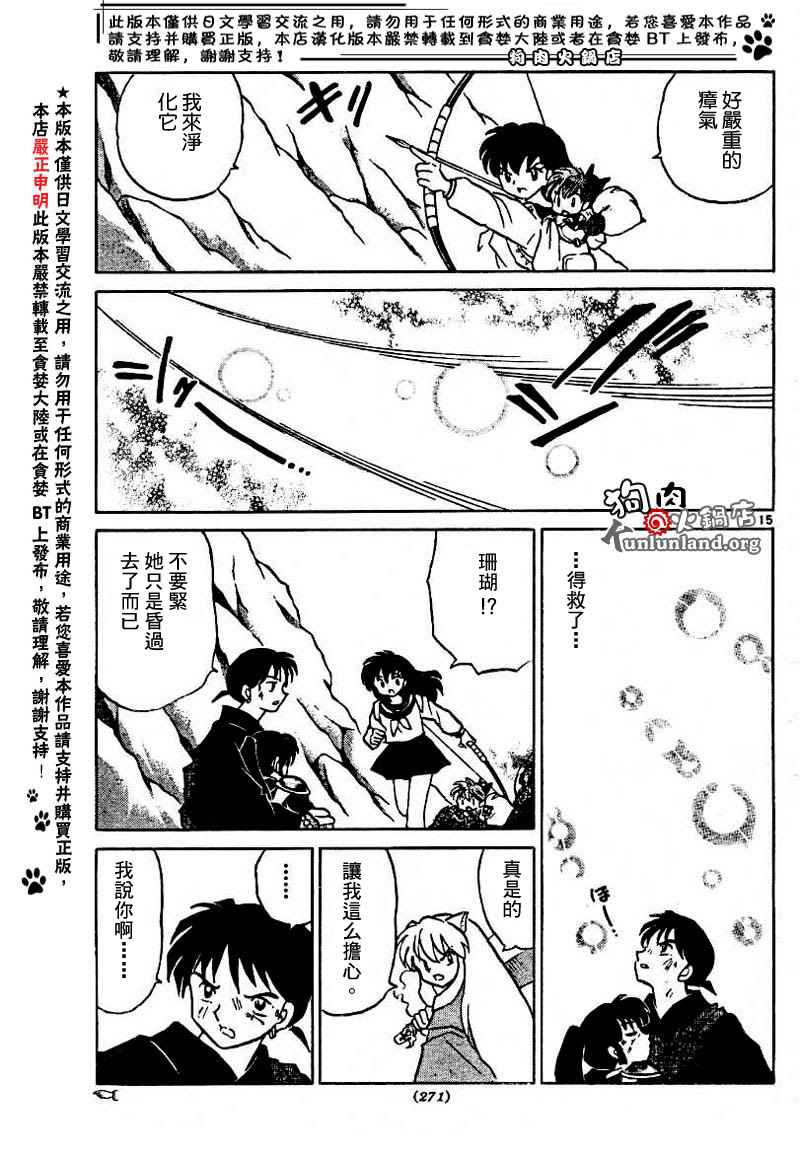 此版本僅供日文學習交流之用，請勿用于任何形式的商業用途，若您喜愛本作品
請支持并購買正版，本店漢化版本嚴禁轉載到貪婪大陸或者在貪婪 BT 上發布，
敬請理解，謝謝支持！
狗肉火鍋店
★本版本僅供日文學習交流之用，請勿用于任何形式的商業用途，若您喜愛本作品請支持并購買正版，
本店嚴正申明此版本嚴禁轉載至貪婪大陸或在貪婪 BT 上發布，敬請理解，謝謝支持！
好嚴重的
瘴氣
我來淨
化它
狗肉
火鍋店
Kunlunland.org
15
…得救了…
ほーっ
珊瑚!?
不要緊
她只是昏過
去了而已
真是的
讓我這么擔心。
……
我說你啊……
(271)